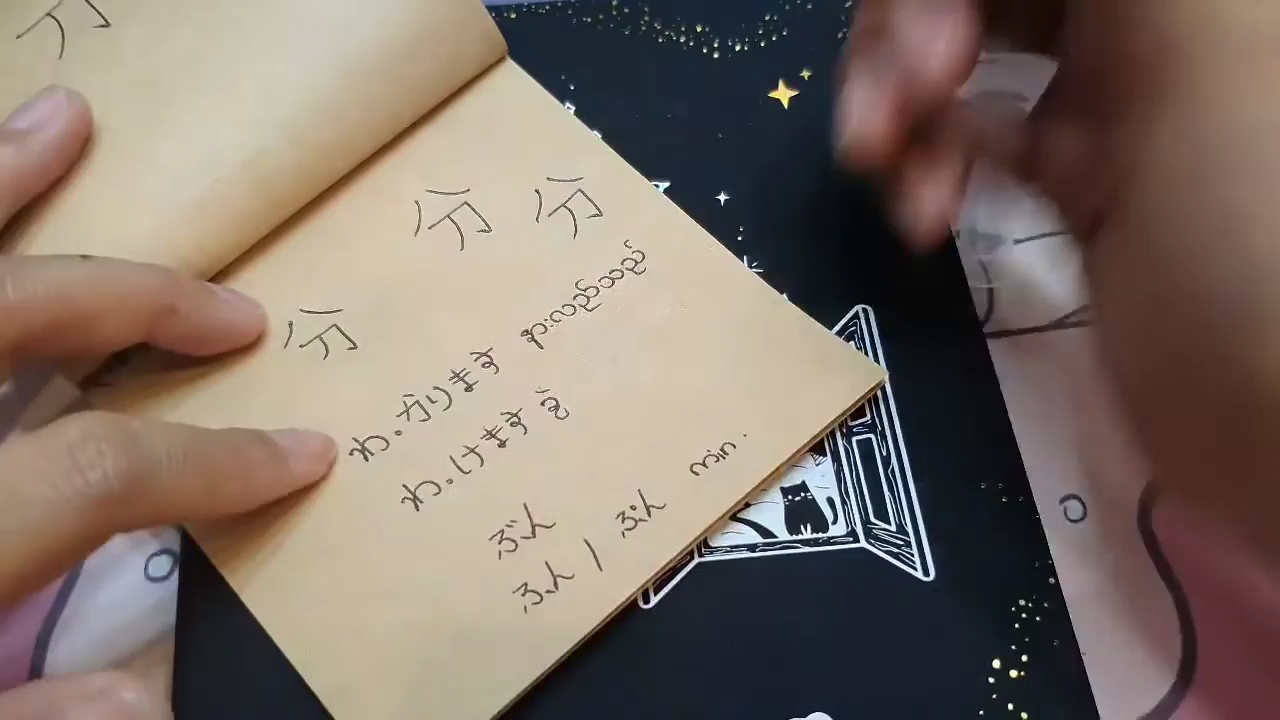 分 分
分
わ。かります နားလည်သည်
わ。けます ခွဲ
ぶん
ふん / ぷん min.